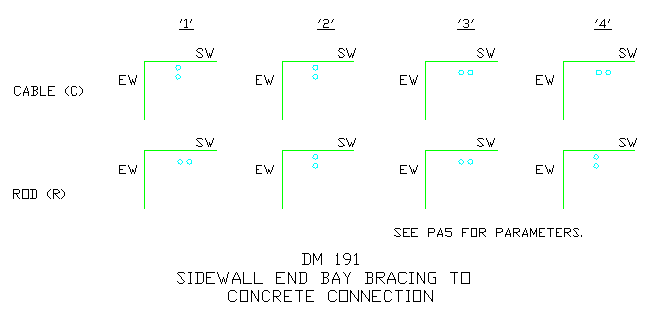 '1' '2' '3' '4'
SW SW SW SW
EW EW EW EW
CABLE (C)
SW SW SW SW
EW EW EW EW
ROD (R)
SEE PA5 FOR PARAMETERS.
DM 191
SIDEWALL END BAY BRACING TO
CONCRETE CONNECTION